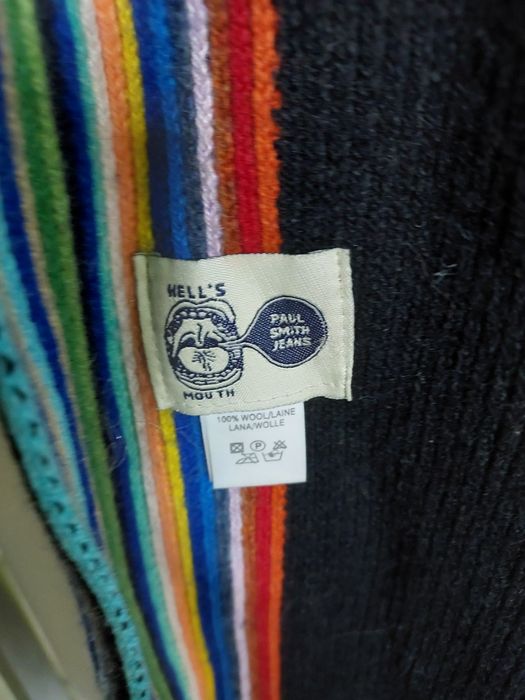 HELL'S
PAUL
SMITH
JEANS
MOUTH
100% WOOL/LAINE
LANA/WOLLE
P